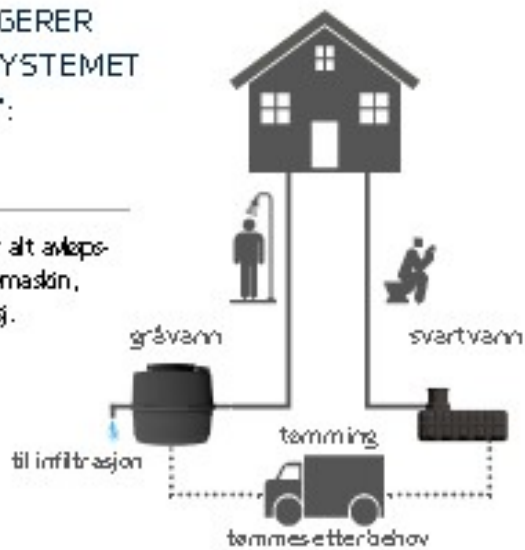 GERER
YSTEMET
":
alt avløps-
maskin,
gråvann
svartvann
til infiltrasjon
tømming
tømmes etter behov